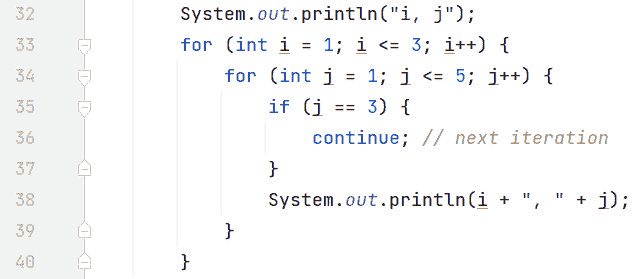 32 System.out.println("i, j");
33 for (int i = 1; i <= 3; i++) {
34 for (int j = 1; j <= 5; j++) {
35 if (j == 3) {
36 continue; // next iteration
37 }
38 System.out.println(i + ", " + j);
39 }
40 }